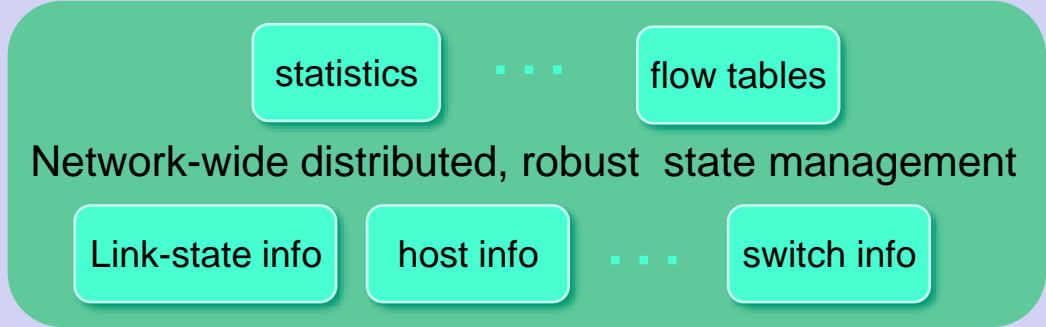 statistics ... flow tables
Network-wide distributed, robust  state management
Link-state info host info ... switch info